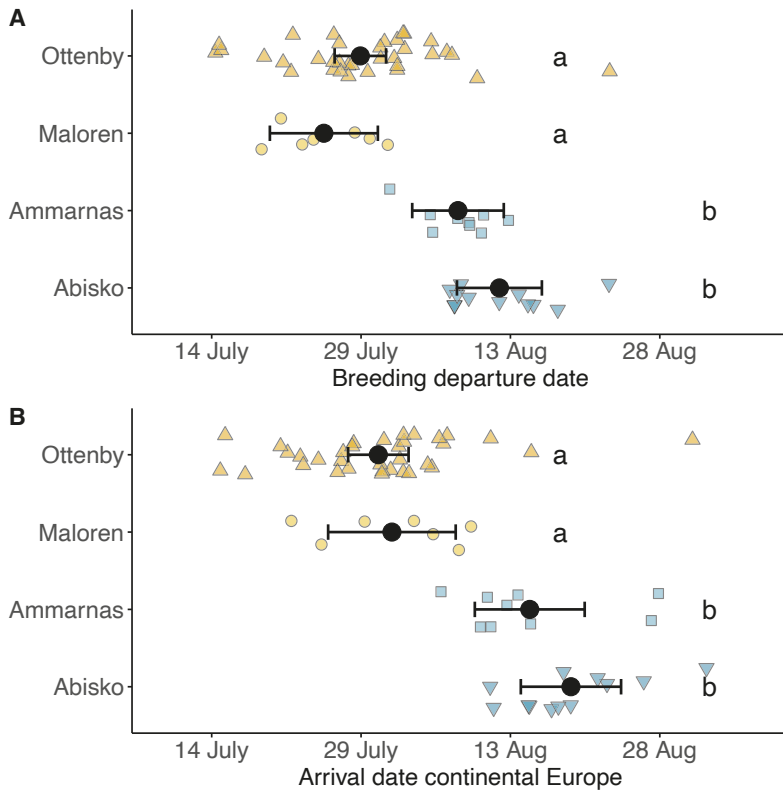 A
Ottenby a
Maloren a
Ammarnas b
Abisko b
14 July 29 July 13 Aug 28 Aug
Breeding departure date
B
Ottenby a
Maloren a
Ammarnas b
Abisko b
14 July 29 July 13 Aug 28 Aug
Arrival date continental Europe